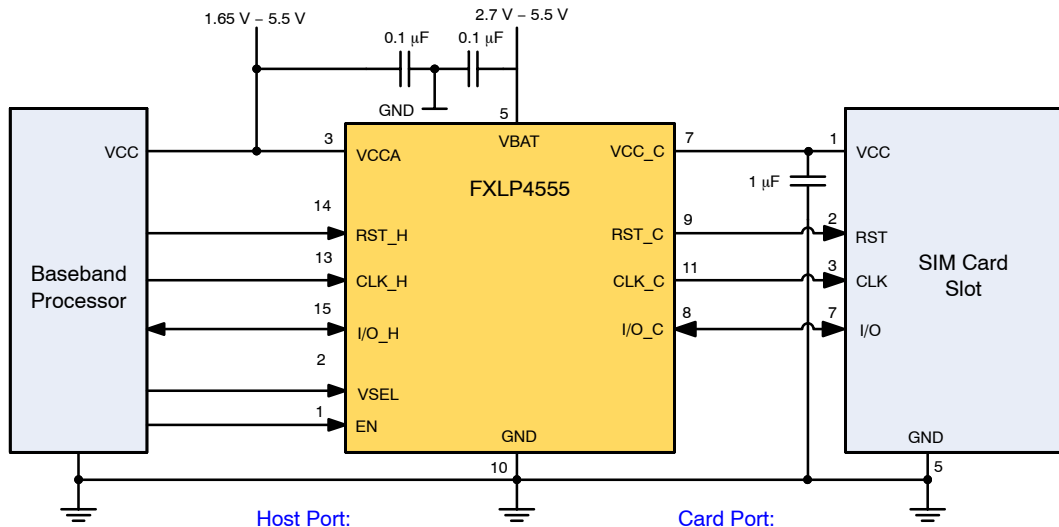 1.65 V – 5.5 V
2.7 V – 5.5 V
0.1 μF
0.1 μF
GND
5
VCC
3
VCCA
VBAT
VCC_C
7
1
VCC
FXLP4555
1 μF
14
RST_H
RST_C
9
2
RST
13
CLK_H
CLK_C
11
3
CLK
Baseband
Processor
SIM Card
Slot
15
I/O_H
I/O_C
8
7
I/O
2
VSEL
1
EN
GND
10
GND
5
Host Port:
Card Port: